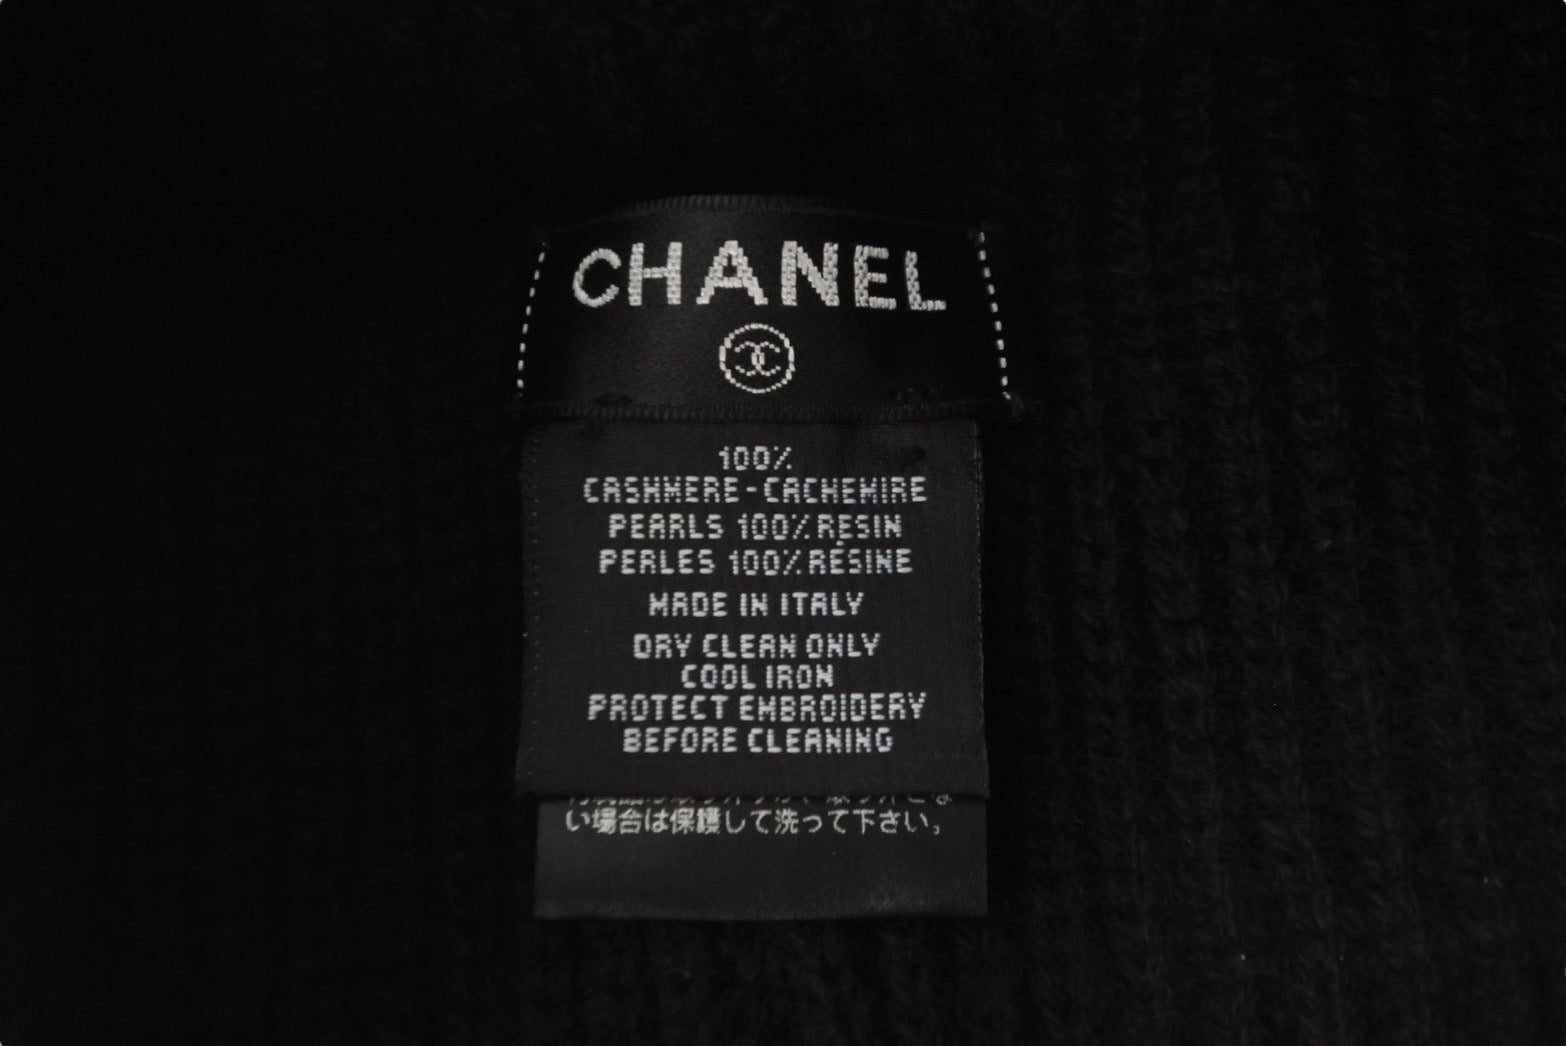 CHANEL
100%
CASHMERE-CACHEMIRE
PEARLS 100% RESIN
PERLES 100% RÉSINE
MADE IN ITALY
DRY CLEAN ONLY
COOL IRON
PROTECT EMBROIDERY
BEFORE CLEANING
い場合は保護して洗って下さい。